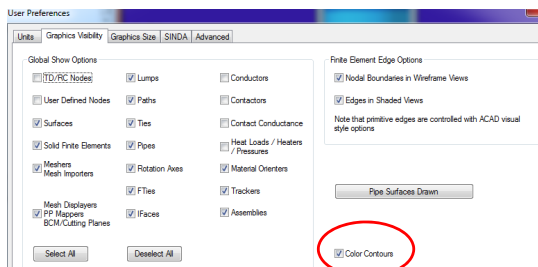 User Preferences
Units Graphics Visibility Graphics Size SINDA Advanced
Global Show Options
TD/RC Nodes Lumps Conductors
User Defined Nodes Paths Contactors
Surfaces Ties Contact Conductance
Solid Finite Elements Pipes Heat Loads / Heaters
/ Pressures
Meshers
Mesh Importers Rotation Axes Material Orienters
FTies Trackers
Mesh Displayers
PP Mappers IFaces Assemblies
BCM/Cutting Planes
Select All Deselect All
Finite Element Edge Options
Nodal Boundaries in Wireframe Views
Edges in Shaded Views
Note that primitive edges are controlled with ACAD visual
style options
Pipe Surfaces Drawn
Color Contours